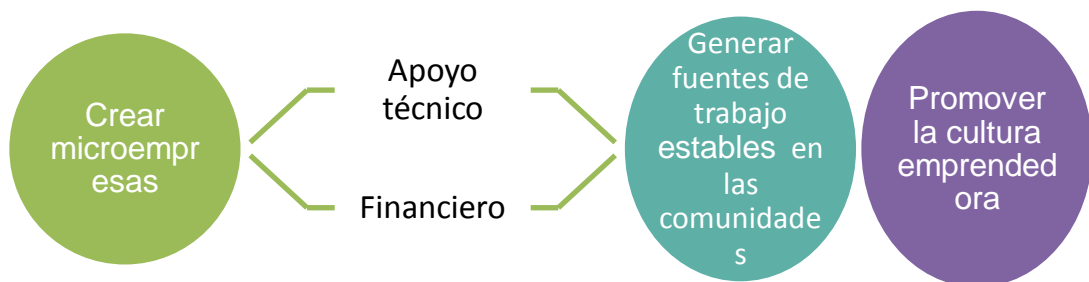 Crear
microempr
esas
Apoyo
técnico
Financiero
Generar
fuentes de
trabajo
estables en
las
comunidade
s
Promover
la cultura
emprended
ora